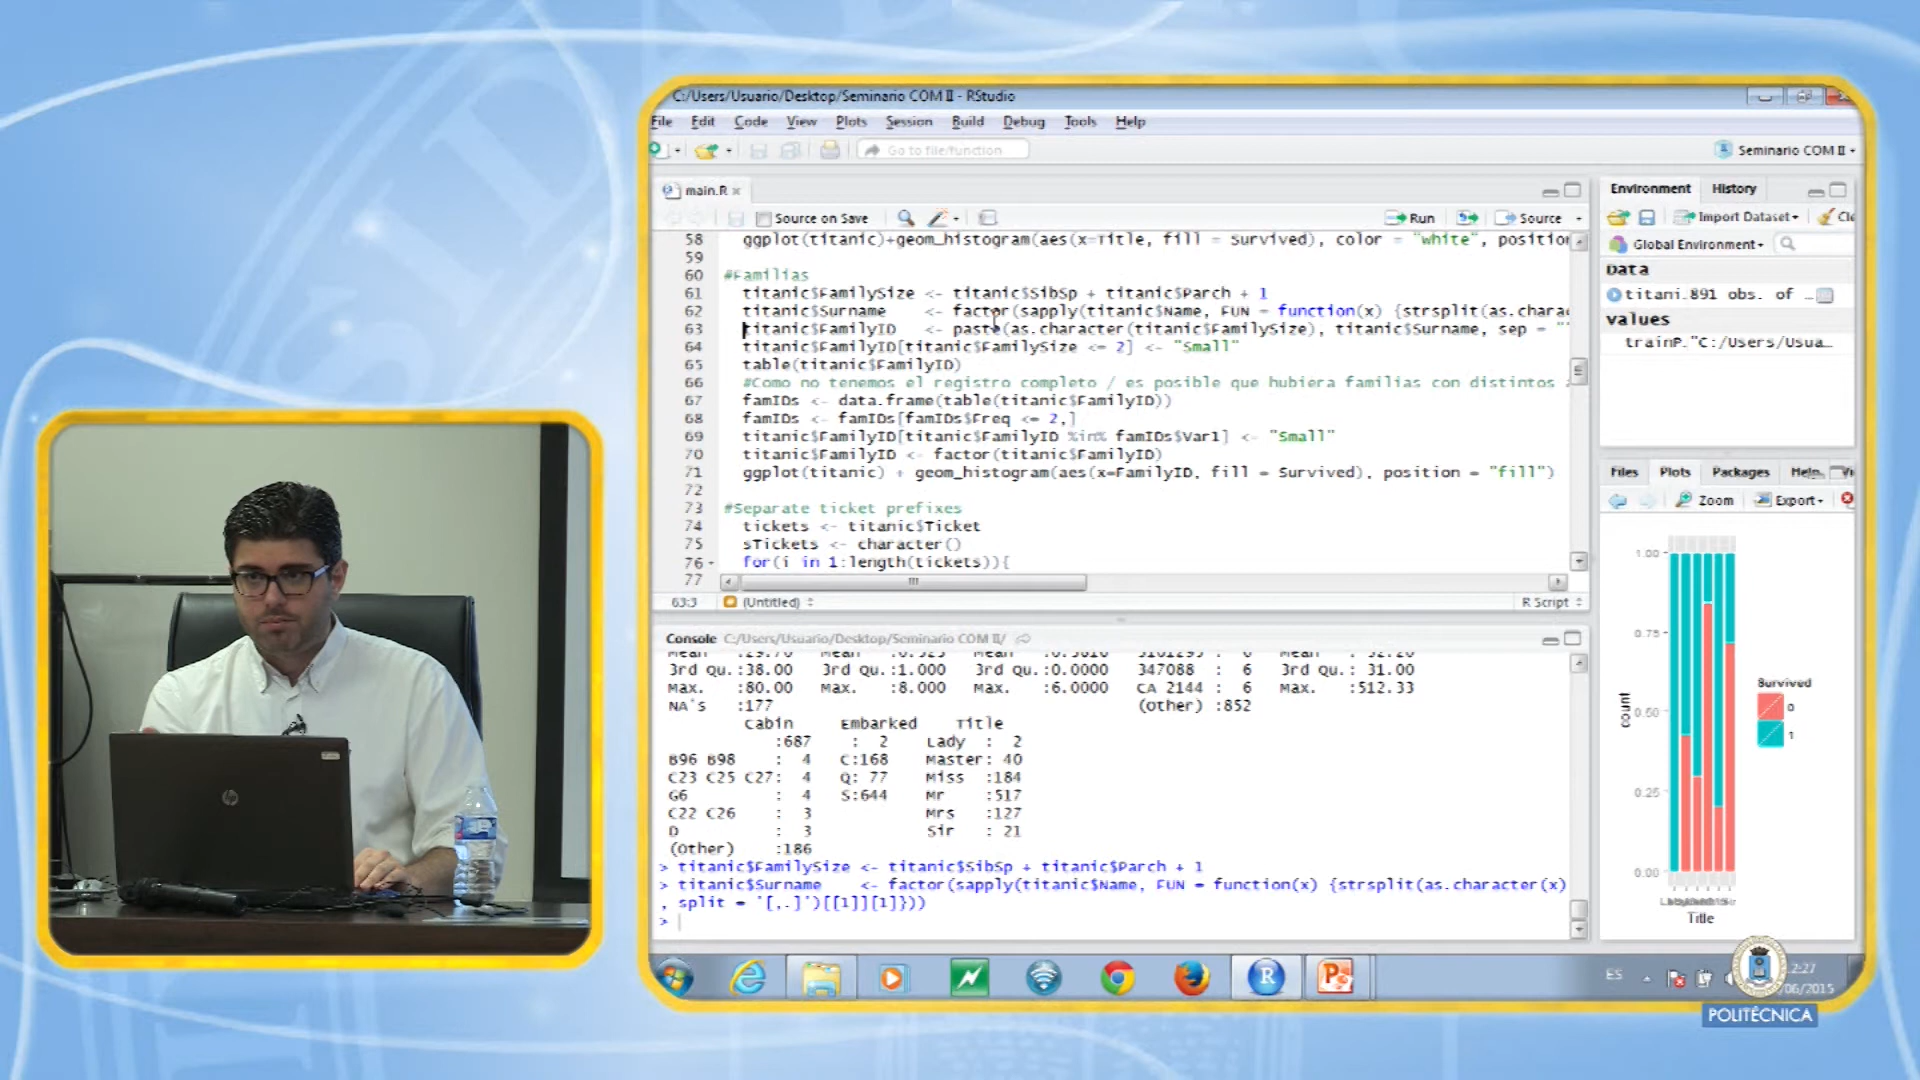 C:/Users/Usuario/Desktop/Seminario COM II - RStudio
File Edit Code View Plots Session Build Debug Tools Help
Go to file/function
Seminario COM II
main.R
Source on Save
Run
Source
58 ggplot(titanic)+geom_histogram(aes(x=Title, fill = Survived), color = "white", position
59
60 #Familias
61 titanic$FamilySize <- titanic$SibSp + titanic$Parch + 1
62 titanic$Surname <- factor(sapply(titanic$Name, FUN = function(x) {strsplit(as.charac
63 titanic$FamilyID <- paste(as.character(titanic$FamilySize), titanic$Surname, sep = ""
64 titanic$FamilyID[titanic$FamilySize <= 2] <- "Small"
65 table(titanic$FamilyID)
66 #Como no tenemos el registro completo / es posible que hubiera familias con distintos
67 famIDs <- data.frame(table(titanic$FamilyID))
68 famIDs <- famIDs[famIDs$Freq <= 2,]
69 titanic$FamilyID[titanic$FamilyID %in% famIDs$Var1] <- "Small"
70 titanic$FamilyID <- factor(titanic$FamilyID)
71 ggplot(titanic) + geom_histogram(aes(x=FamilyID, fill = Survived), position = "fill")
72
73 #Separate ticket prefixes
74 tickets <- titanic$Ticket
75 sTickets <- character()
76 for(i in 1:length(tickets)){
77
63:3 (Untitled) R Script
Console C:/Users/Usuario/Desktop/Seminario COM II/
3rd Qu.:38.00 3rd Qu.:1.000 3rd Qu.:0.0000 347088 : 6 3rd Qu.: 31.00
Max. :80.00 Max. :8.000 Max. :6.0000 CA 2144 : 6 Max. :512.33
NA's :177 (Other) :852
Cabin Embarked Title
:687 : 2 Lady : 2
B96 B98 : 4 C:168 Master: 40
C23 C25 C27: 4 Q: 77 Miss :184
G6 : 4 S:644 Mr :517
C22 C26 : 3 Mrs :127
D : 3 Sir : 21
(Other) :186
> titanic$FamilySize <- titanic$SibSp + titanic$Parch + 1
> titanic$Surname <- factor(sapply(titanic$Name, FUN = function(x) {strsplit(as.character(x)
, split = '[,.]')[[1]][1]}))
>
Environment History
Import Dataset
Global Environment
Data
titani. 891 obs. of ...
values
trainP. "C:/Users/Usua...
Files Plots Packages Help
Zoom Export
1.00
0.75
0.50
0.25
0.00
count
Title
Survived
0
1
ES
2:27
/06/2015
POLITÉCNICA